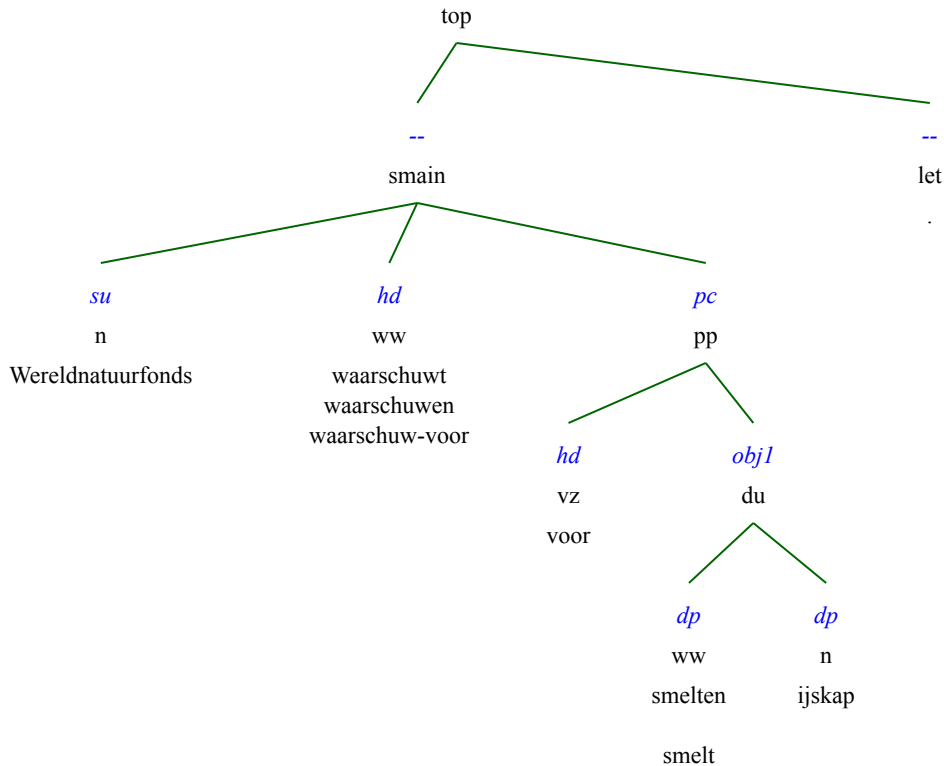 top
-- --
smain let
.
su hd pc
n ww pp
Wereldnatuurfonds waarschuwt
waarschuwen
waarschuw-voor
hd obj1
vz du
voor
dp dp
ww n
smelten ijskap
smelt